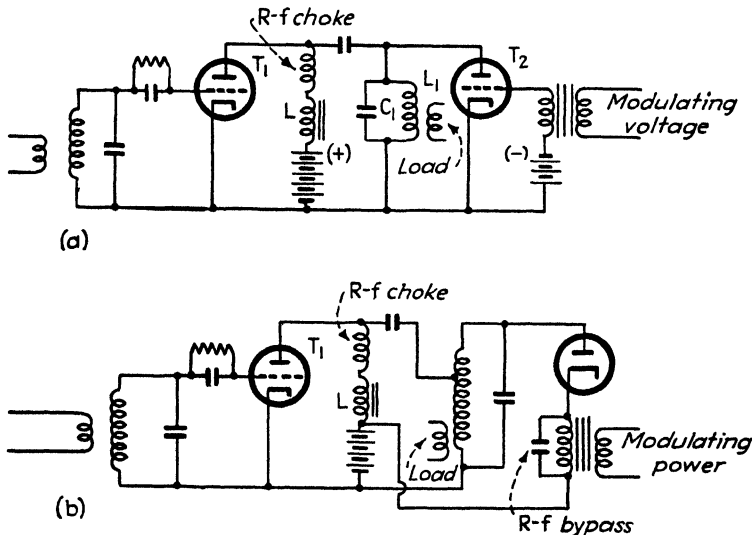 R-f choke
T1
T2
L
L1
C1
(+)
Load
(-)
Modulating
voltage
(a)
R-f choke
T1
L
Load
Modulating
power
R-f bypass
(b)